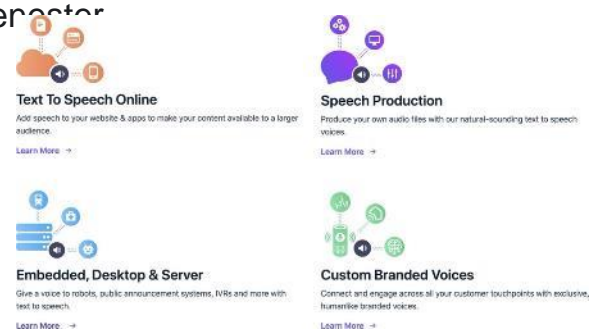 Text To Speech Online
Add speech to your website & apps to make your content available to a larger
audience.
Learn More →
Speech Production
Produce your own audio files with our natural-sounding text to speech
voices.
Learn More →
Embedded, Desktop & Server
Give a voice to robots, public announcement systems, IVRs and more with
text to speech.
Learn More →
Custom Branded Voices
Connect and engage across all your customer touchpoints with exclusive,
humanlike branded voices.
Learn More →